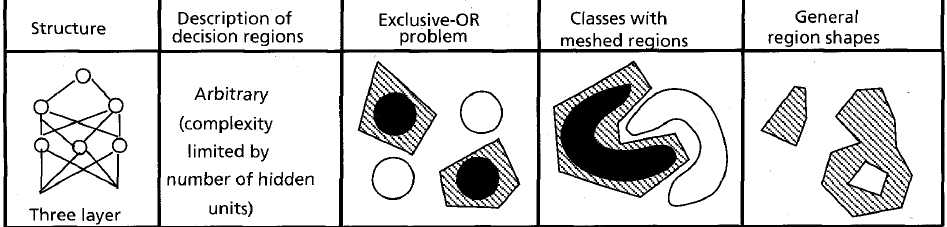 Structure
Description of
decision regions
Exclusive-OR
problem
Classes with
meshed regions
General
region shapes
Three layer
Arbitrary
(complexity
limited by
number of hidden
units)